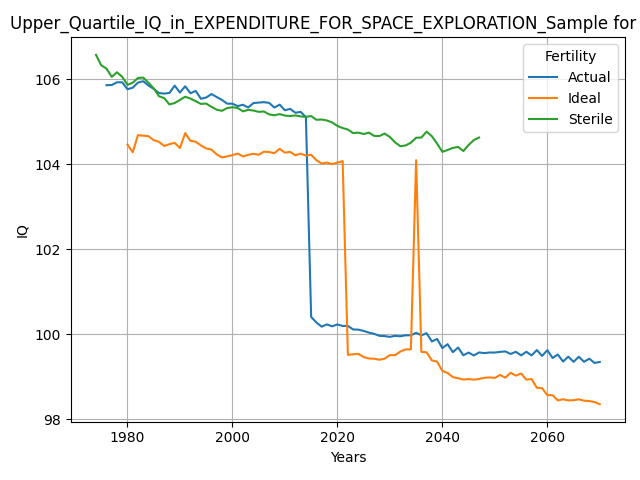 Upper_Quartile_IQ_in_EXPENDITURE_FOR_SPACE_EXPLORATION_Sample for
Fertility
Actual
Ideal
Sterile
IQ
106
104
102
100
98
1980
2000
2020
2040
2060
Years